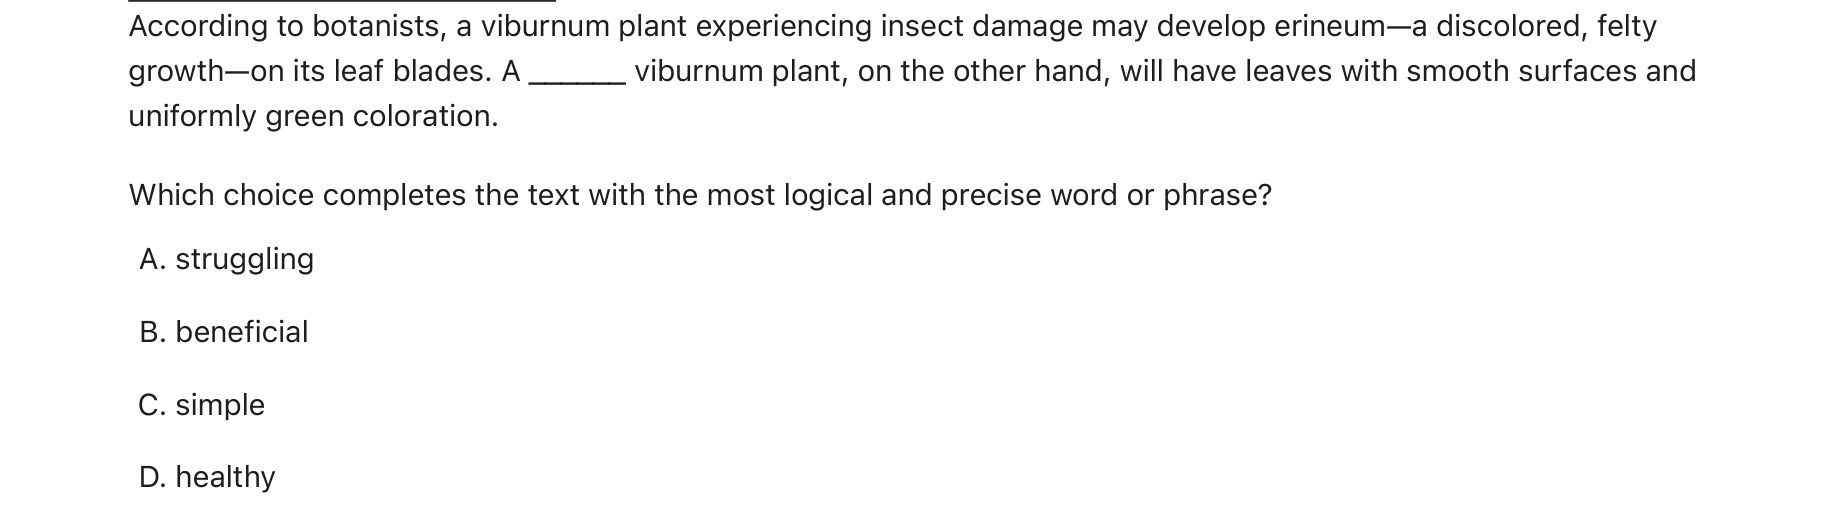 According to botanists, a viburnum plant experiencing insect damage may develop erineum—a discolored, felty
growth—on its leaf blades. A ______ viburnum plant, on the other hand, will have leaves with smooth surfaces and
uniformly green coloration.
Which choice completes the text with the most logical and precise word or phrase?
A. struggling
B. beneficial
C. simple
D. healthy